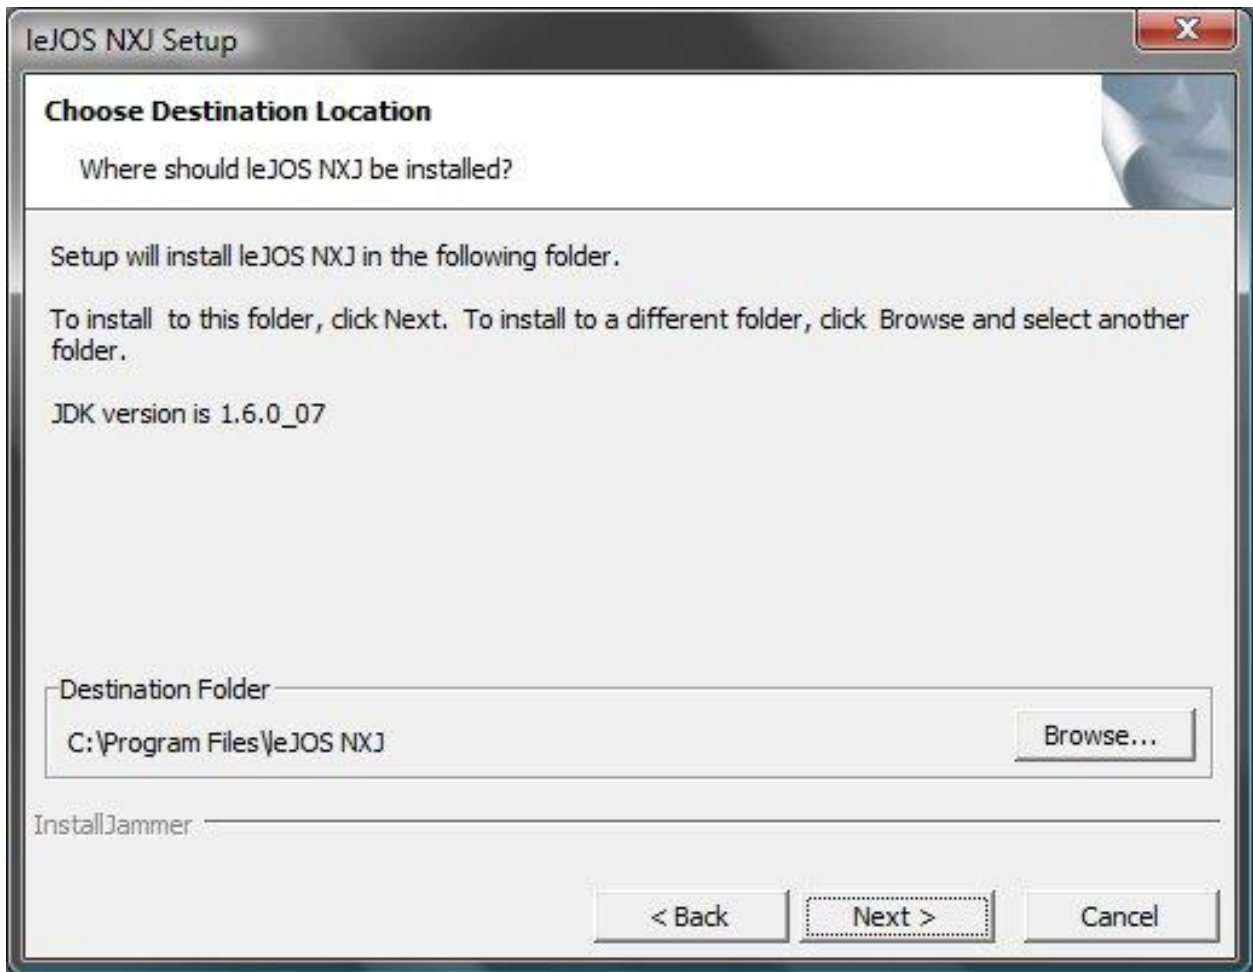 leJOS NXJ Setup
X
Choose Destination Location
Where should leJOS NXJ be installed?
Setup will install leJOS NXJ in the following folder.
To install  to this folder, click Next.  To install to a different folder, click  Browse and select another
folder.
JDK version is 1.6.0_07
Destination Folder
C:\Program Files\leJOS NXJ
Browse...
InstallJammer
< Back
Next >
Cancel